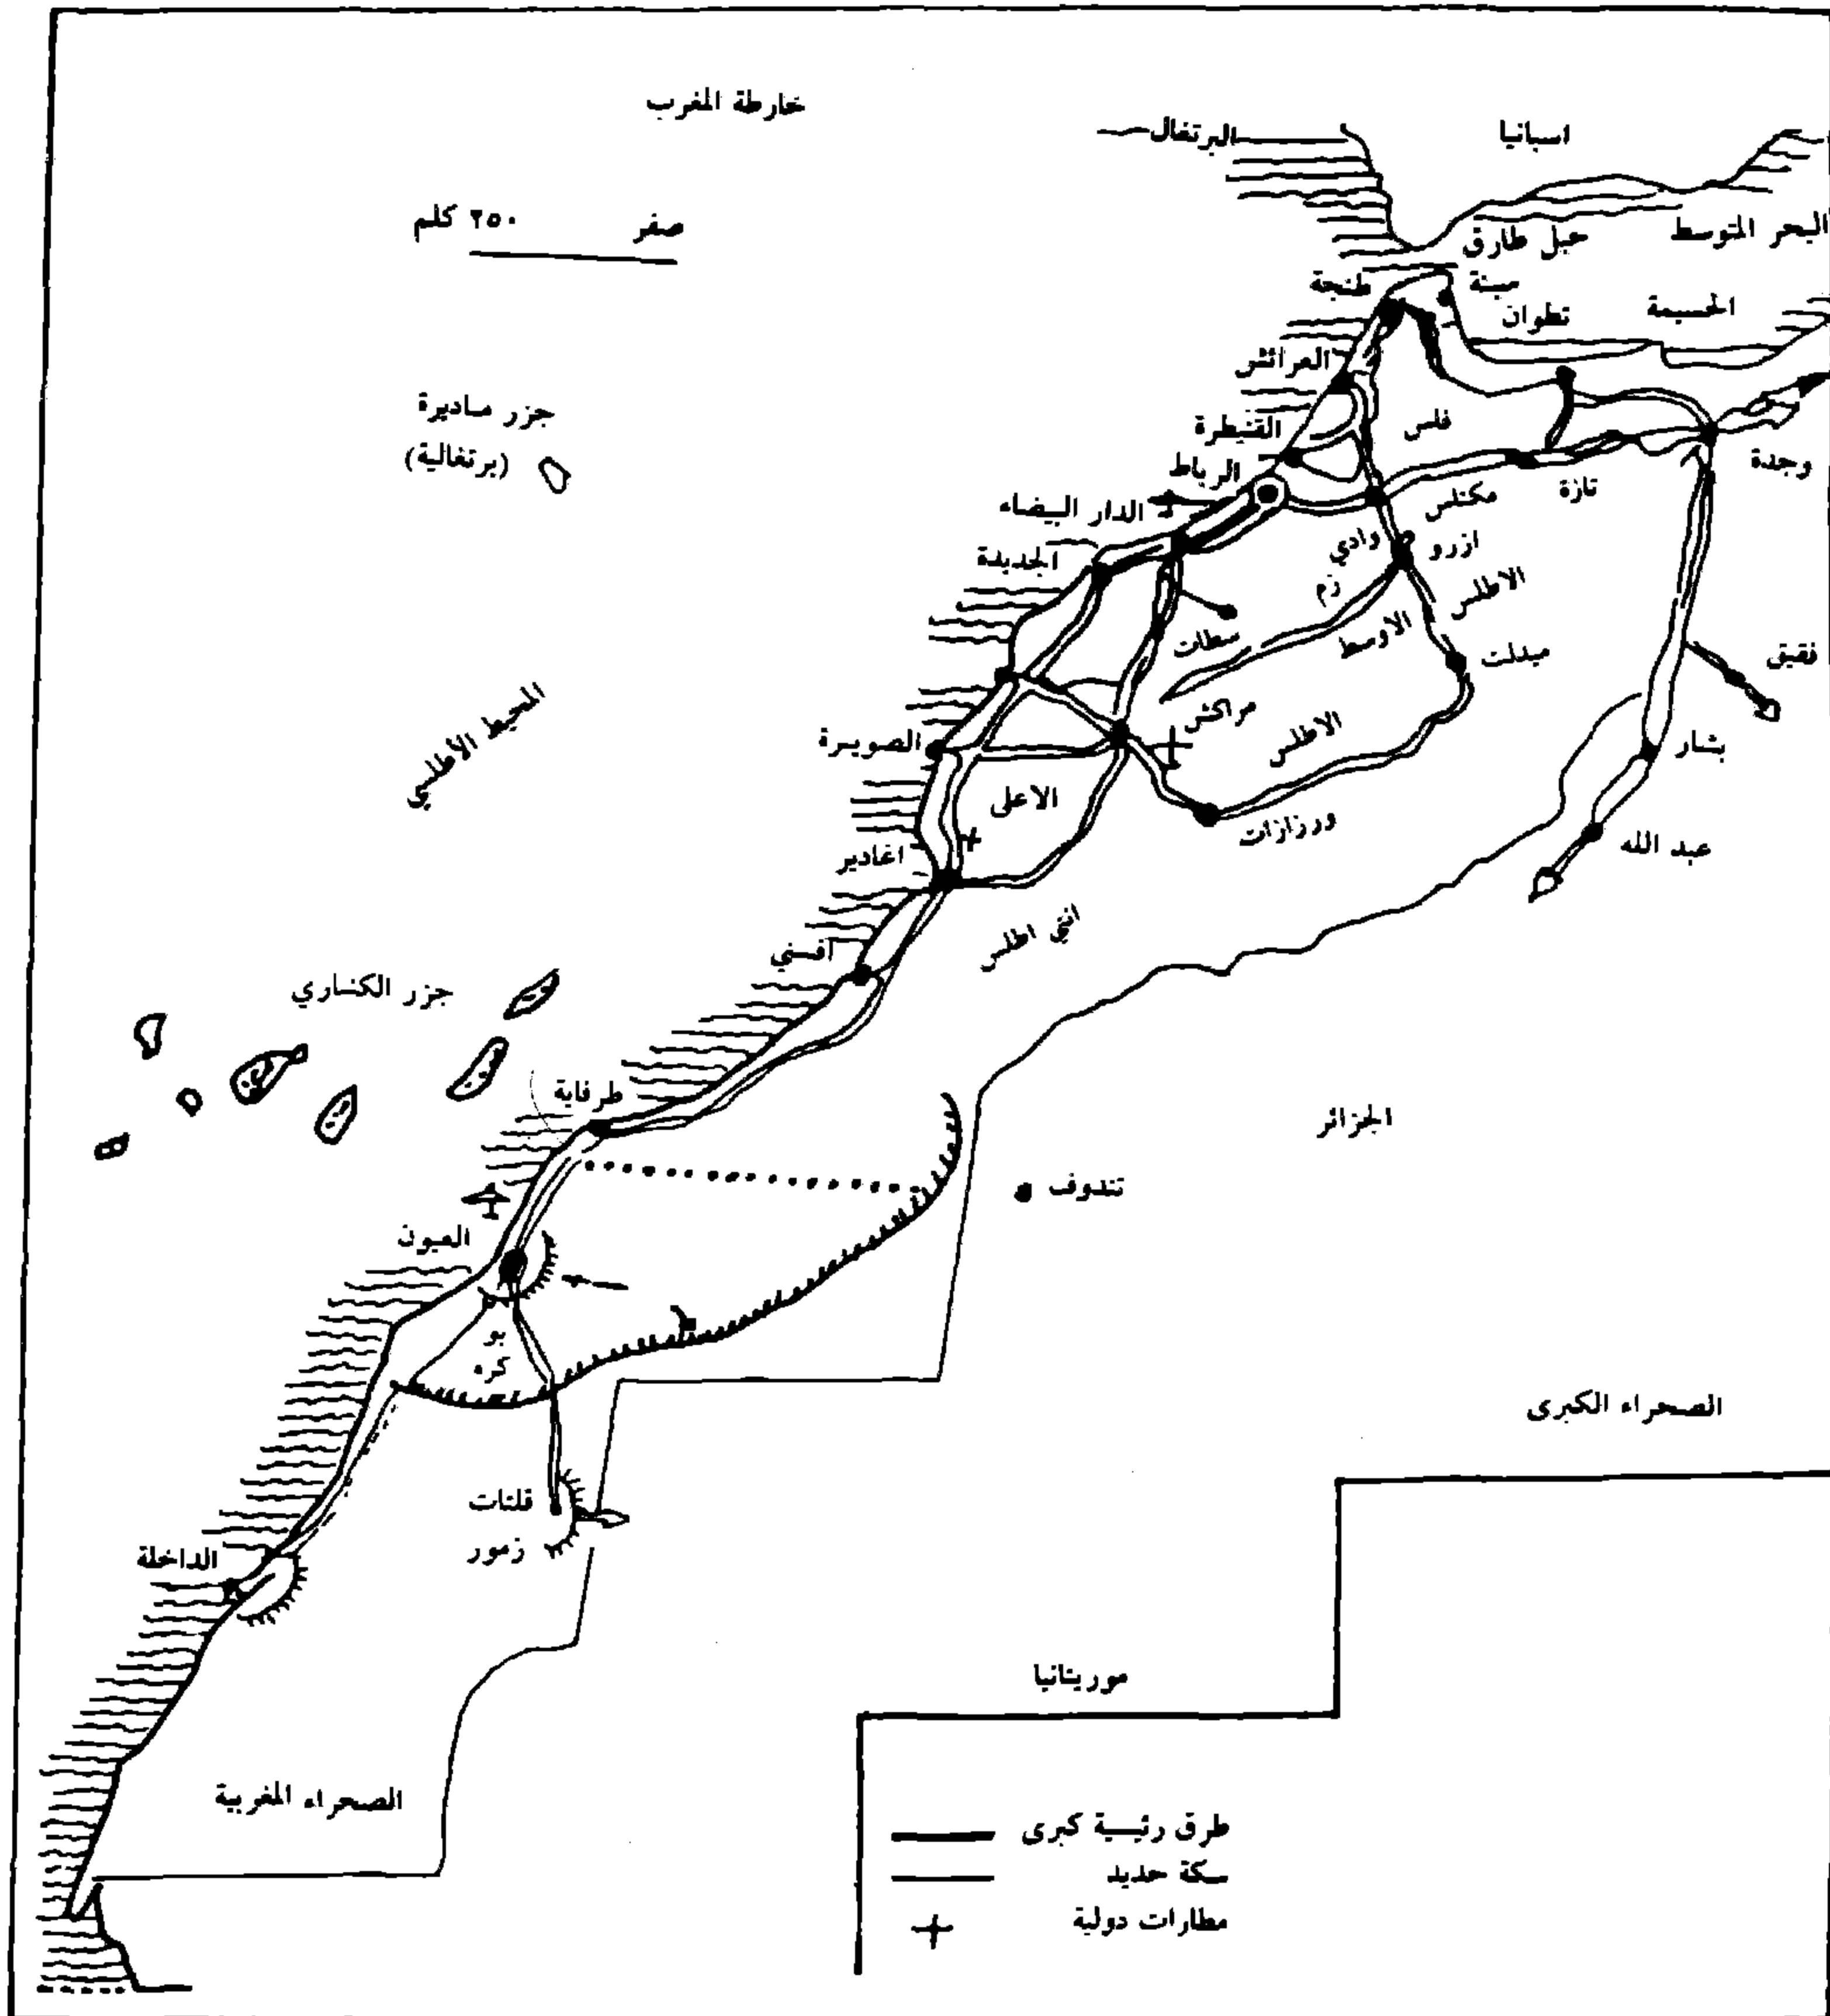 خارطة المغرب
البرتغال
اسبانيا
صفر ٢٥٠ كلم
جبل طارق
البحر المتوسط
طنجة
سبتة
تطوان
الحسيمة
العرائش
جزر ماديرة
(برتغالية)
القنيطرة
فاس
الرباط
وجدة
تازة
مكناس
الدار البيضاء
الجديدة
وادي
زم
ازرو
الاطلس
الاوسط
سطات
ميدلت
فقيق
المحيط الأطلسي
مراكش
الصويرة
الاطلس
بشار
الاعلى
ورزازات
عبد الله
اغادير
انتي اطلس
افني
جزر الكناري
طرفاية
الجزائر
تندوف
العيون
بو
كره
الصحراء الكبرى
قلتات
زمور
الداخلة
موريتانيا
الصحراء المغربية
طرق رئيسية كبرى
سكة حديد
مطارات دولية